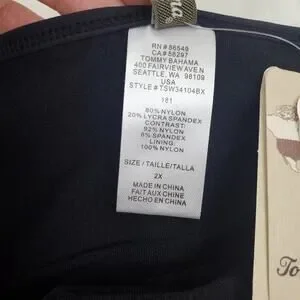 RN # 86549
CA # 58297
TOMMY BAHAMA
400 FAIRVIEW AVE.N
SEATTLE, WA 98109
USA
STYLE # TSW34104BX
181
80% NYLON
20% LYCRA SPANDEX
CONTRAST:
92% NYLON
8% SPANDEX
LINING:
100% NYLON
SIZE / TAILLE/TALLA
2X
MADE IN CHINA
FAIT AUX CHINE
HECHO EN CHINA
To